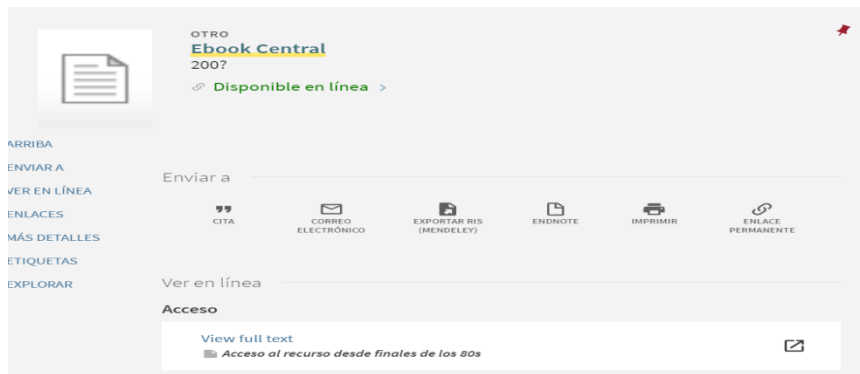 OTRO
Ebook Central
200?
Disponible en línea >
ARRIBA
ENVIAR A
VER EN LÍNEA
ENLACES
MÁS DETALLES
ETIQUETAS
EXPLORAR
Enviar a
CITA
CORREO
ELECTRÓNICO
EXPORTAR RIS
(MENDELEY)
ENDNOTE
IMPRIMIR
ENLACE
PERMANENTE
Ver en línea
Acceso
View full text
Acceso al recurso desde finales de los 80s